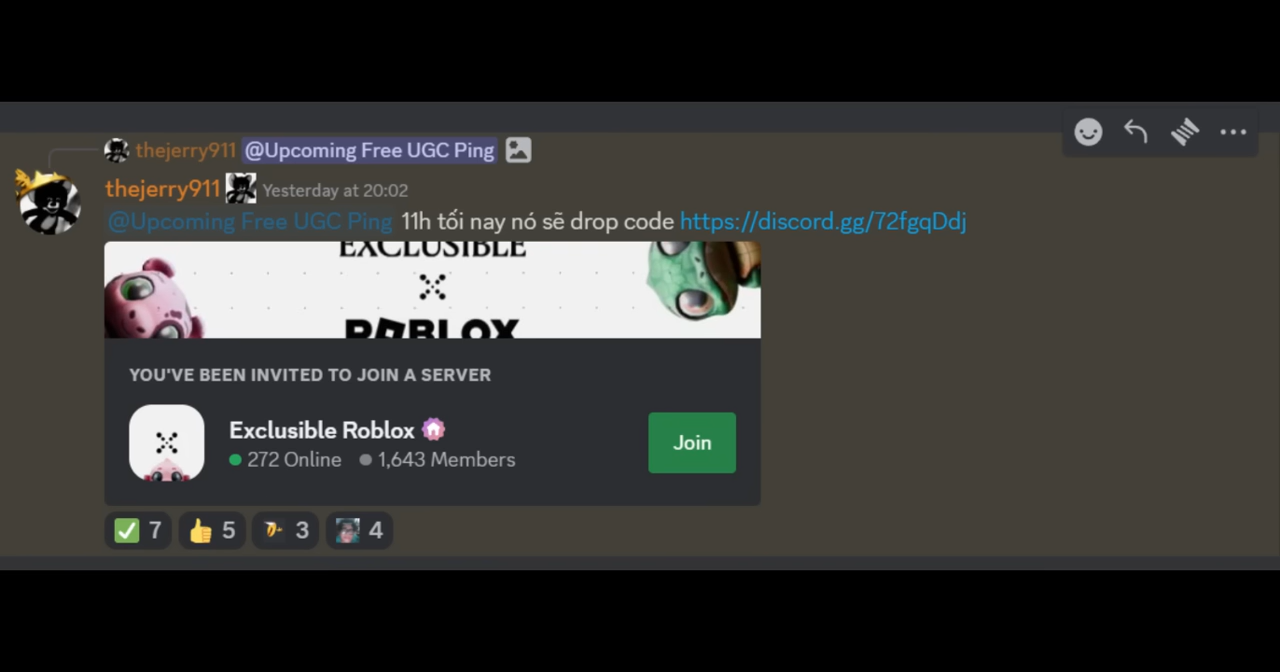 thejerry911 @Upcoming Free UGC Ping
thejerry911 Yesterday at 20:02
@Upcoming Free UGC Ping 11h tối nay nó sẽ drop code https://discord.gg/72fgqDdj
EXCLUSIBLE
ROBLOX
YOU'VE BEEN INVITED TO JOIN A SERVER
Exclusible Roblox
272 Online 1,643 Members
Join
7 5 3 4